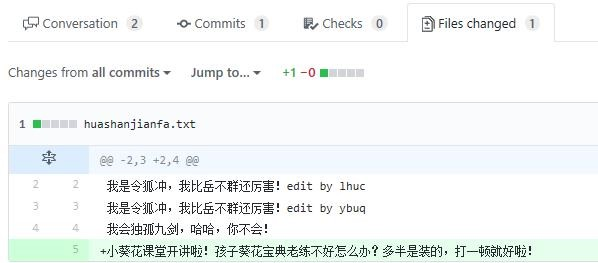 Conversation 2 Commits 1 Checks 0 Files changed 1
Changes from all commits Jump to... +1 −0
1 huashanjianfa.txt
@@ -2,3 +2,4 @@
2 2 我是令狐冲，我比岳不群还厉害！edit by lhuc
3 3 我是令狐冲，我比岳不群还厉害！edit by ybuq
4 4 我会独孤九剑，哈哈，你不会！
5 +小葵花课堂开讲啦！孩子葵花宝典老练不好怎么办？多半是装的，打一顿就好啦！